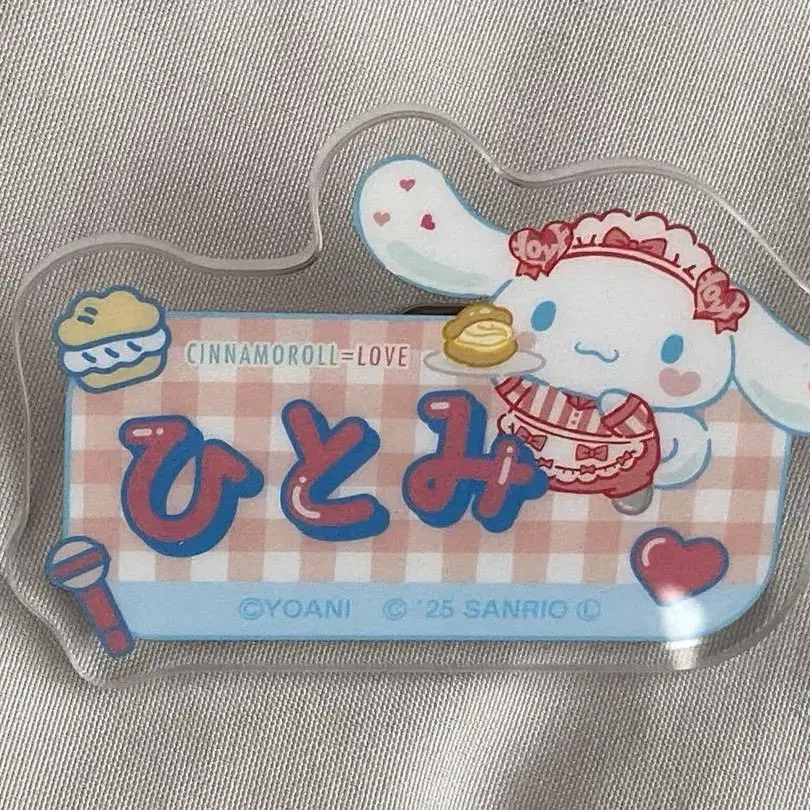 CINNAMOROLL=LOVE
ひとみ
©YOANI © '25 SANRIO Ⓛ